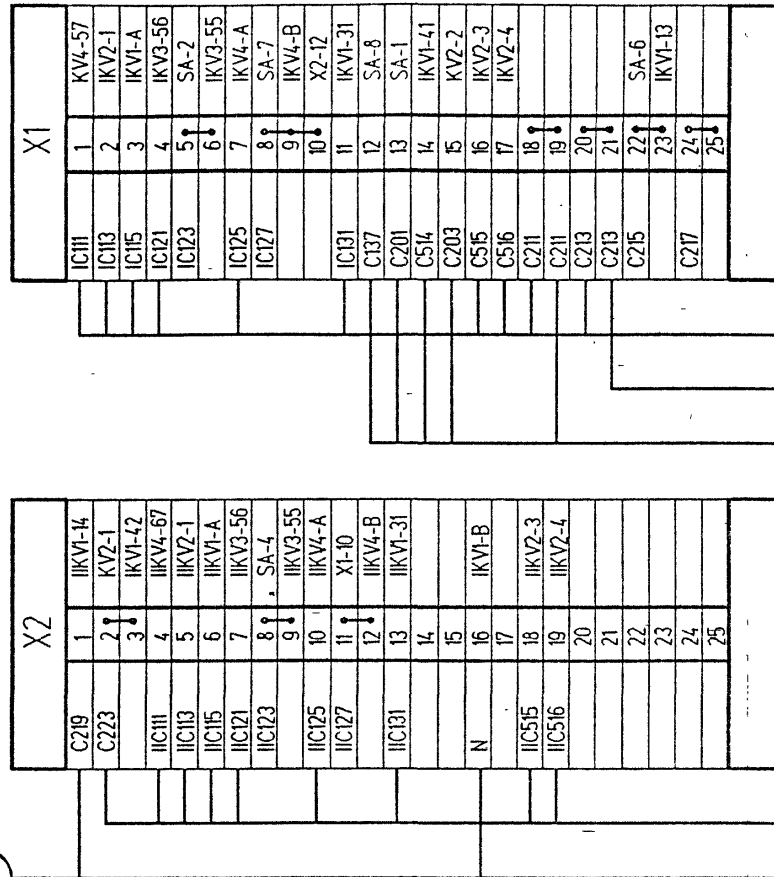 X1
IC111 1 KV4-57
IC113 2 IKV2-1
IC115 3 IKV1-A
IC121 4 IKV3-56
IC123 5 SA-2
6 IKV3-55
IC125 7 IKV4-A
IC127 8 SA-7
9 IKV4-B
10 X2-12
IC131 11 IKV1-31
C137 12 SA-8
C201 13 SA-1
C514 14 IKV1-41
C203 15 KV2-2
C515 16 IKV2-3
C516 17 IKV2-4
C211 18
C211 19
C213 20
C213 21
C215 22 SA-6
23 IKV1-13
C217 24
25
X2
C219 1 IIKV1-14
C223 2 KV2-1
3 IKV1-42
IIC111 4 IIKV4-67
IIC113 5 IIKV2-1
IIC115 6 IIKV1-A
IIC121 7 IIKV3-56
IIC123 8 SA-4
9 IIKV3-55
IIC125 10 IIKV4-A
IIC127 11 X1-10
12 IIKV4-B
IIC131 13 IIKV1-31
14
15
N 16 IKV1-B
17
IIC515 18 IIKV2-3
IIC516 19 IIKV2-4
20
21
22
23
24
25